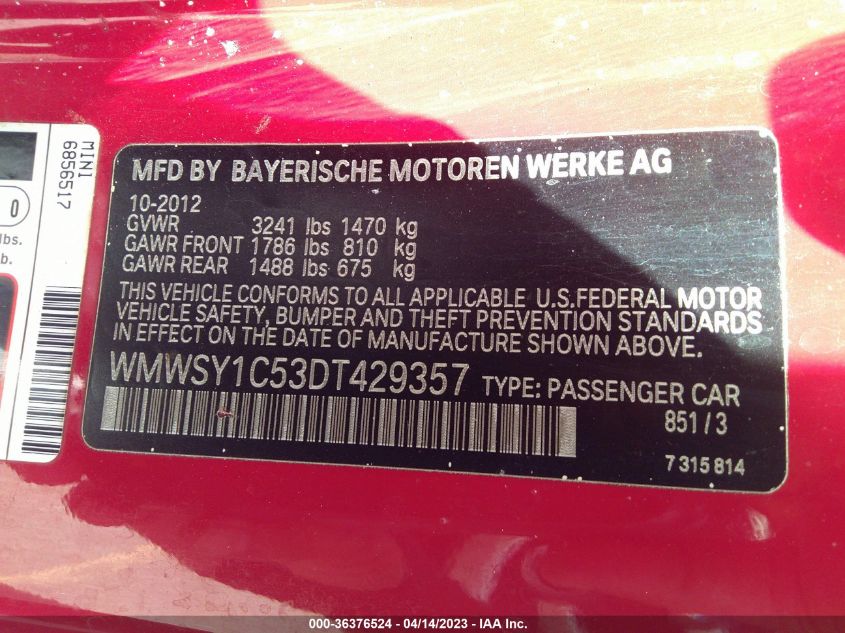 MINI
6856517
0
lbs.
b.
MFD BY BAYERISCHE MOTOREN WERKE AG
10-2012
GVWR 3241 lbs 1470 kg
GAWR FRONT 1786 lbs 810 kg
GAWR REAR 1488 lbs 675 kg
THIS VEHICLE CONFORMS TO ALL APPLICABLE U.S.FEDERAL MOTOR
VEHICLE SAFETY, BUMPER AND THEFT PREVENTION STANDARDS
IN EFFECT ON THE DATE OF MANUFACTURE SHOWN ABOVE.
WMWSY1C53DT429357 TYPE: PASSENGER CAR
851/3
7 315 814
000-36376524 - 04/14/2023 - IAA Inc.